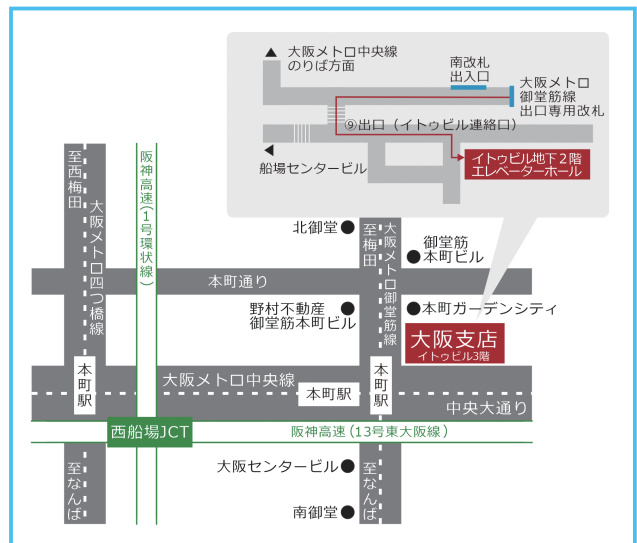 大阪メトロ中央線
のりば方面
南改札
出入口
大阪メトロ
御堂筋線
出口専用改札
⑨出口（イトゥビル連絡口）
船場センタービル
イトゥビル地下2階
エレベーターホール
至西梅田
大阪メトロ四つ橋線
阪神高速(1号環状線)
北御堂
至梅田
大阪メトロ御堂筋線
御堂筋
本町ビル
本町通り
野村不動産
御堂筋本町ビル
本町ガーデンシティ
大阪支店
イトゥビル3階
本町駅
大阪メトロ中央線
本町駅
本町駅
中央大通り
西船場JCT
阪神高速(13号東大阪線)
至なんば
大阪センタービル
至なんば
南御堂